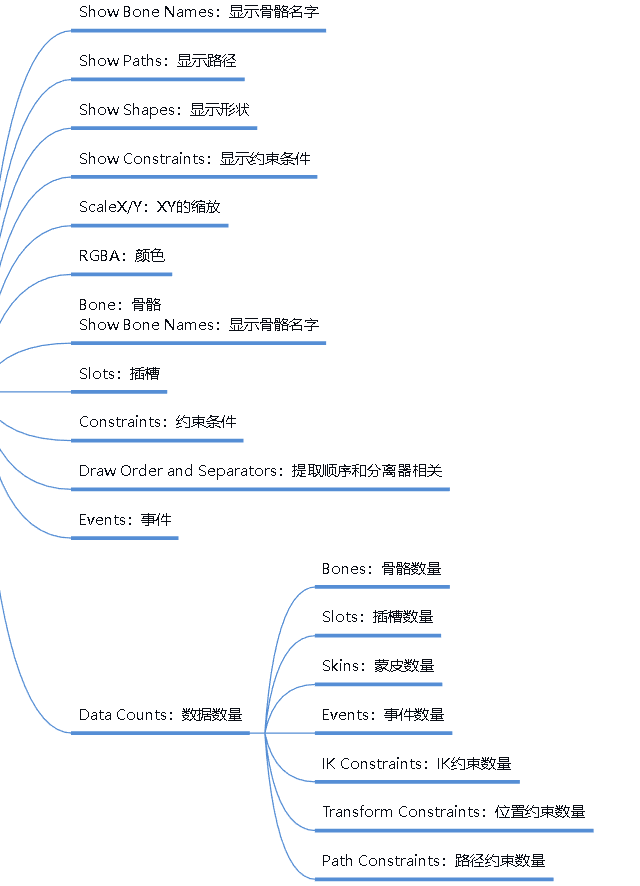 Show Bone Names：显示骨骼名字
Show Paths：显示路径
Show Shapes：显示形状
Show Constraints：显示约束条件
ScaleX/Y：XY的缩放
RGBA：颜色
Bone：骨骼
Show Bone Names：显示骨骼名字
Slots：插槽
Constraints：约束条件
Draw Order and Separators：提取顺序和分离器相关
Events：事件
Data Counts：数据数量
Bones：骨骼数量
Slots：插槽数量
Skins：蒙皮数量
Events：事件数量
IK Constraints：IK约束数量
Transform Constraints：位置约束数量
Path Constraints：路径约束数量